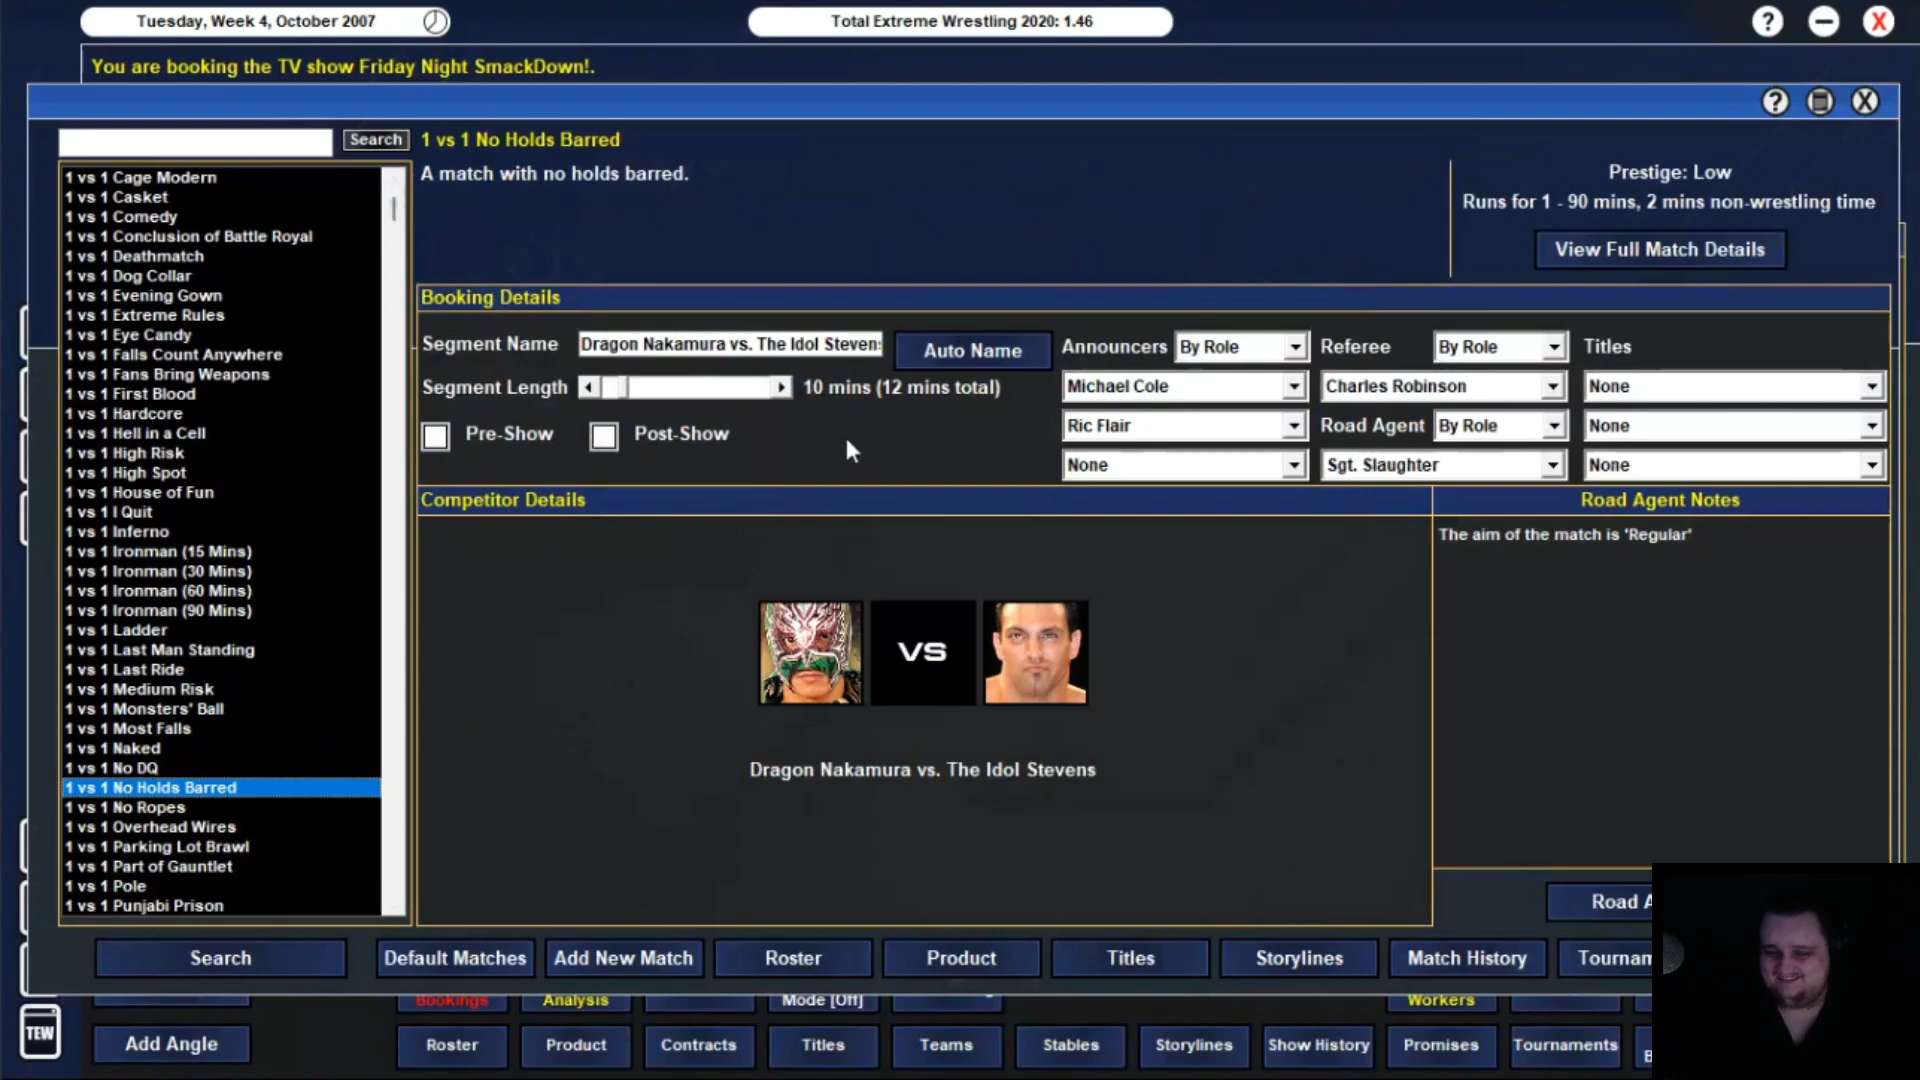 Tuesday, Week 4, October 2007
Total Extreme Wrestling 2020: 1.46
?
X
You are booking the TV show Friday Night SmackDown!.
?
X
Search
1 vs 1 No Holds Barred
A match with no holds barred.
Prestige: Low
Runs for 1 - 90 mins, 2 mins non-wrestling time
View Full Match Details
1 vs 1 Cage Modern
1 vs 1 Casket
1 vs 1 Comedy
1 vs 1 Conclusion of Battle Royal
1 vs 1 Deathmatch
1 vs 1 Dog Collar
1 vs 1 Evening Gown
1 vs 1 Extreme Rules
1 vs 1 Eye Candy
1 vs 1 Falls Count Anywhere
1 vs 1 Fans Bring Weapons
1 vs 1 First Blood
1 vs 1 Hardcore
1 vs 1 Hell in a Cell
1 vs 1 High Risk
1 vs 1 High Spot
1 vs 1 House of Fun
1 vs 1 I Quit
1 vs 1 Inferno
1 vs 1 Ironman (15 Mins)
1 vs 1 Ironman (30 Mins)
1 vs 1 Ironman (60 Mins)
1 vs 1 Ironman (90 Mins)
1 vs 1 Ladder
1 vs 1 Last Man Standing
1 vs 1 Last Ride
1 vs 1 Medium Risk
1 vs 1 Monsters' Ball
1 vs 1 Most Falls
1 vs 1 Naked
1 vs 1 No DQ
1 vs 1 No Holds Barred
1 vs 1 No Ropes
1 vs 1 Overhead Wires
1 vs 1 Parking Lot Brawl
1 vs 1 Part of Gauntlet
1 vs 1 Pole
1 vs 1 Punjabi Prison
Booking Details
Segment Name Dragon Nakamura vs. The Idol Stevens Auto Name
Segment Length 10 mins (12 mins total)
Pre-Show Post-Show
Announcers By Role
Michael Cole
Ric Flair
None
Referee By Role
Charles Robinson
Road Agent By Role
Sgt. Slaughter
Titles
None
None
None
Competitor Details
VS
Dragon Nakamura vs. The Idol Stevens
Road Agent Notes
The aim of the match is 'Regular'
Road A
Search Default Matches Add New Match Roster Product Titles Storylines Match History Tournam
Bookings Analysis Mode [Off] Workers
TEW
Add Angle Roster Product Contracts Titles Teams Stables Storylines Show History Promises Tournaments